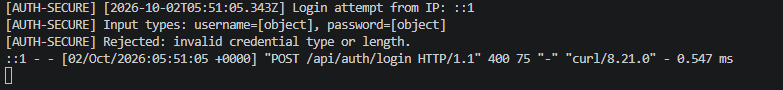 [AUTH-SECURE] [2026-10-02T05:51:05.343Z] Login attempt from IP: ::1
[AUTH-SECURE] Input types: username=[object], password=[object]
[AUTH-SECURE] Rejected: invalid credential type or length.
::1 - - [02/Oct/2026:05:51:05 +0000] "POST /api/auth/login HTTP/1.1" 400 75 "-" "curl/8.21.0" - 0.547 ms